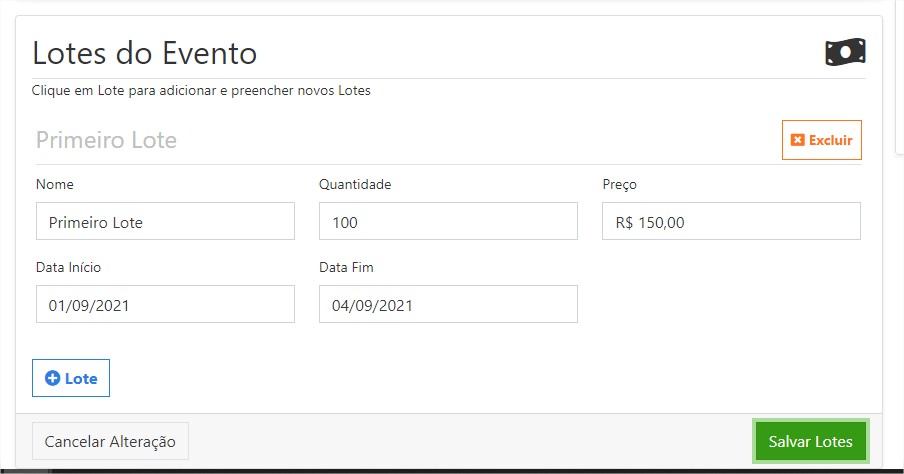 Lotes do Evento
Clique em Lote para adicionar e preencher novos Lotes
Primeiro Lote
Excluir
Nome
Quantidade
Preço
Primeiro Lote
100
R$ 150,00
Data Início
Data Fim
01/09/2021
04/09/2021
Lote
Cancelar Alteração
Salvar Lotes